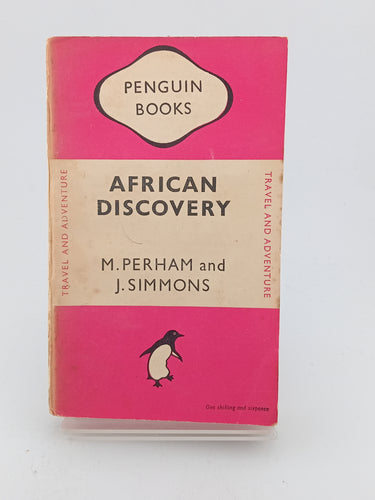 PENGUIN
BOOKS
TRAVEL AND ADVENTURE
AFRICAN
DISCOVERY
M. PERHAM and
J. SIMMONS
TRAVEL AND ADVENTURE
One shilling and sixpence